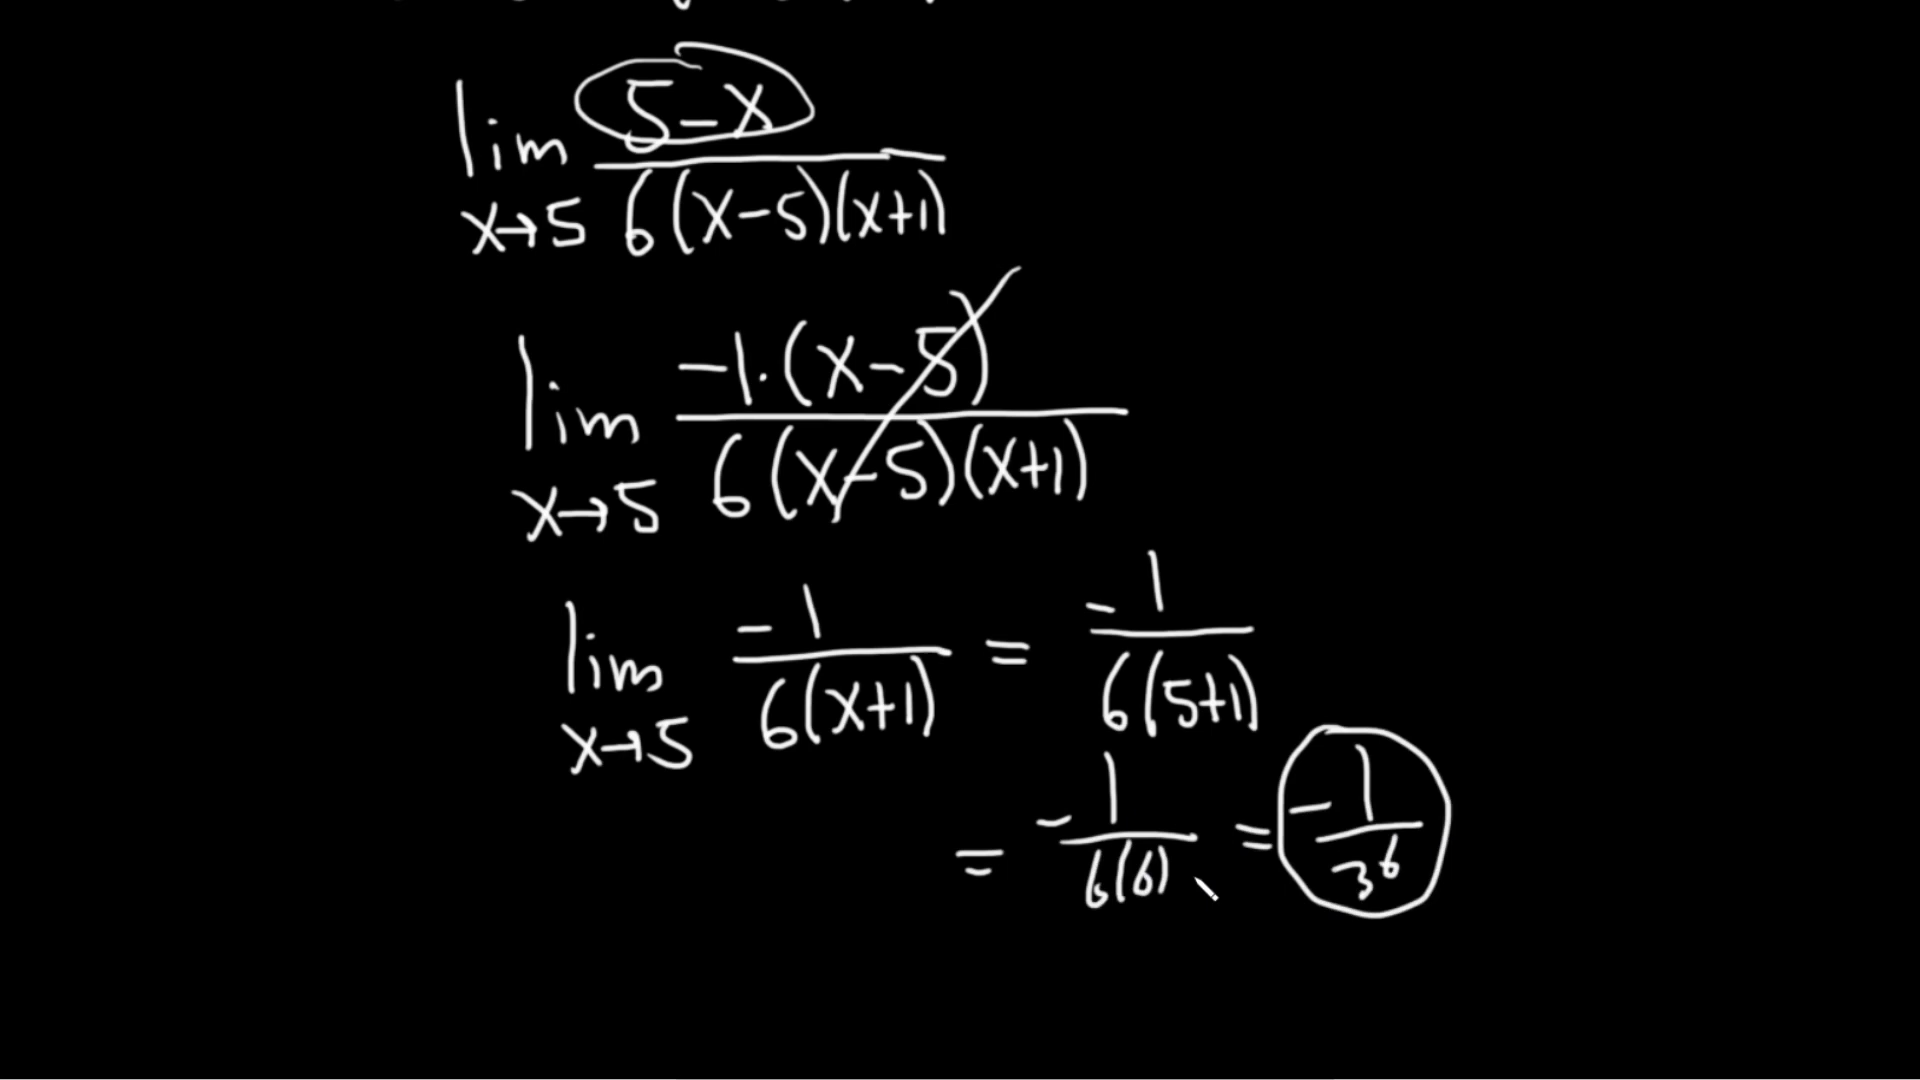 lim x→5 5-x / 6(x-5)(x+1)
lim x→5 -1·(x-5) / 6(x-5)(x+1)
lim x→5 -1 / 6(x+1) = -1 / 6(5+1)
= -1 / 6(6) = -1 / 36